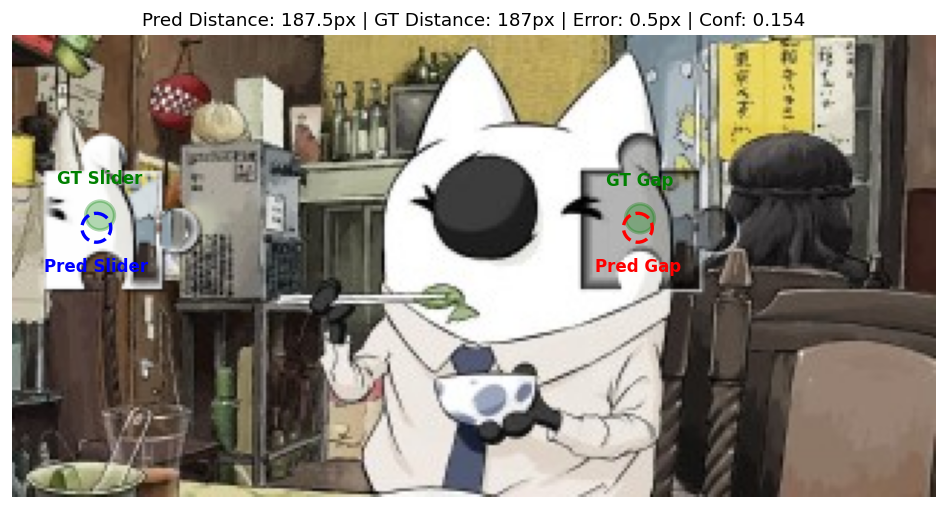 Pred Distance: 187.5px | GT Distance: 187px | Error: 0.5px | Conf: 0.154
GT Slider
GT Gap
Pred Slider
Pred Gap